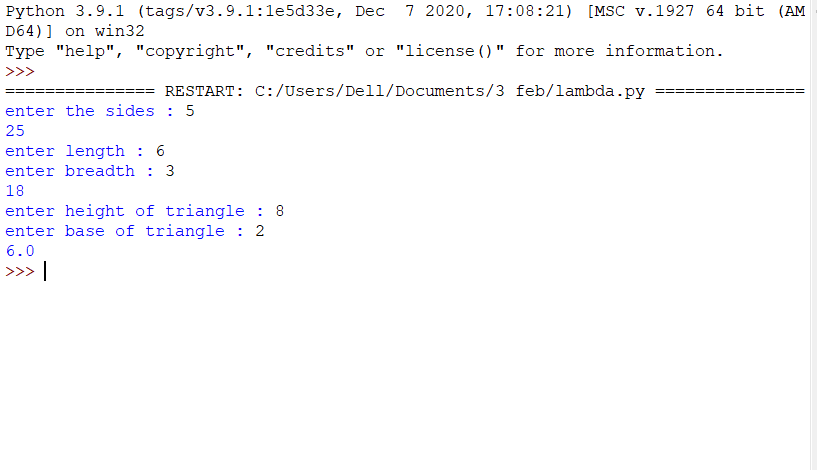 Python 3.9.1 (tags/v3.9.1:1e5d33e, Dec  7 2020, 17:08:21) [MSC v.1927 64 bit (AM
D64)] on win32
Type "help", "copyright", "credits" or "license()" for more information.
>>>
=============== RESTART: C:/Users/Dell/Documents/3 feb/lambda.py ===============
enter the sides : 5
25
enter length : 6
enter breadth : 3
18
enter height of triangle : 8
enter base of triangle : 2
6.0
>>>